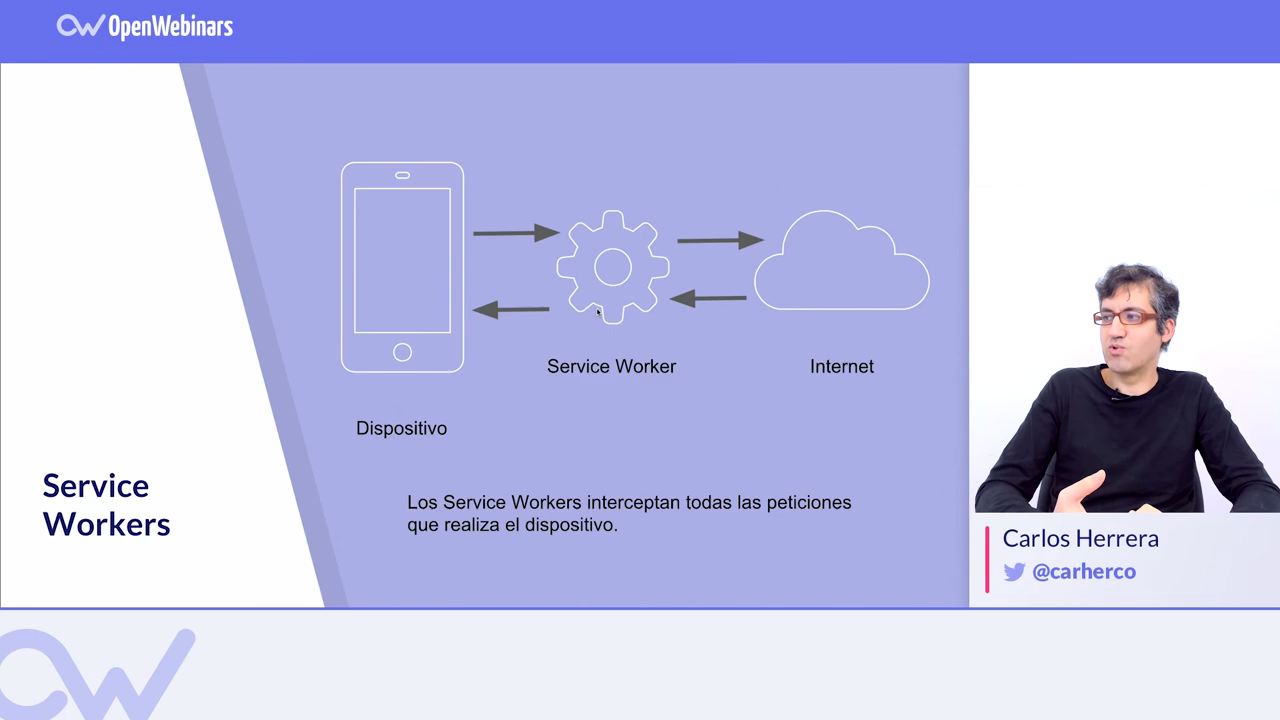 OpenWebinars
Service Worker
Internet
Dispositivo
Service
Workers
Los Service Workers interceptan todas las peticiones
que realiza el dispositivo.
Carlos Herrera
@carherco